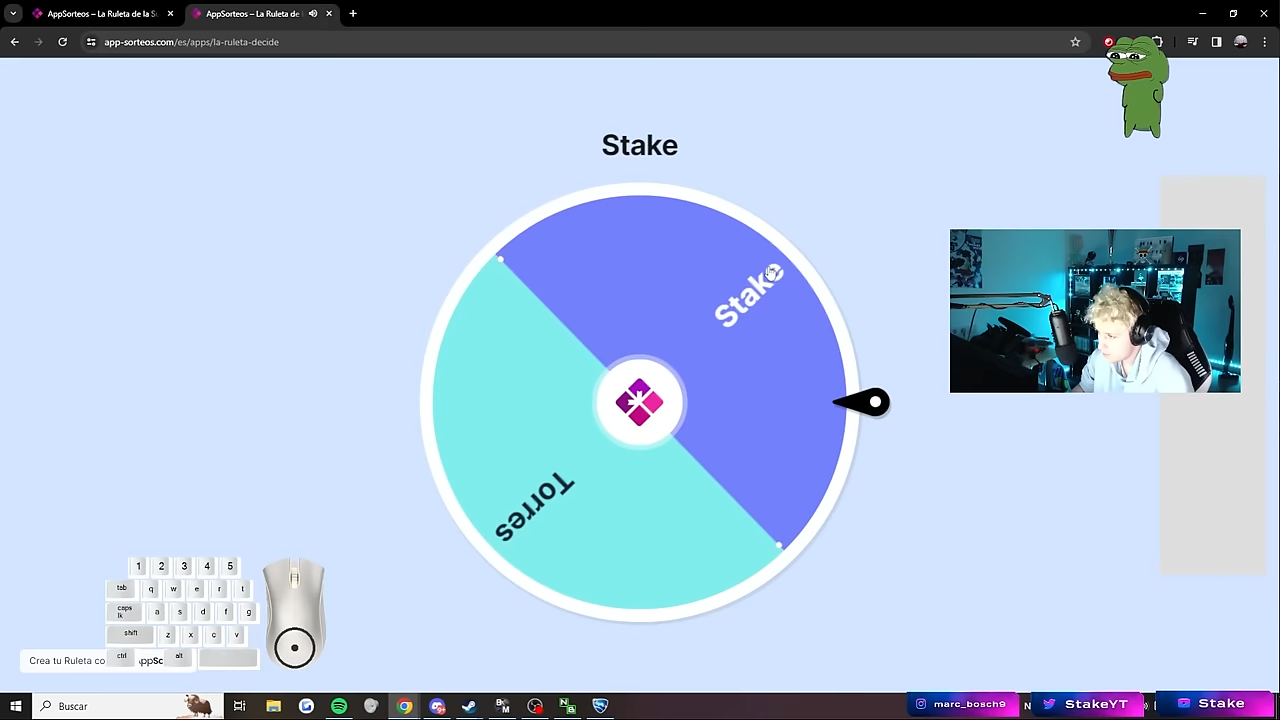 AppSorteos – La Ruleta de la Su
AppSorteos – La Ruleta de
app-sorteos.com/es/apps/la-ruleta-decide
Stake
Stake
Torres
1 2 3 4 5
tab q w e r t
caps lk a s d f g
shift z x c v
ctrl alt
Crea tu Ruleta co
AppSo
Buscar
marc_bosch9
StakeYT
Stake